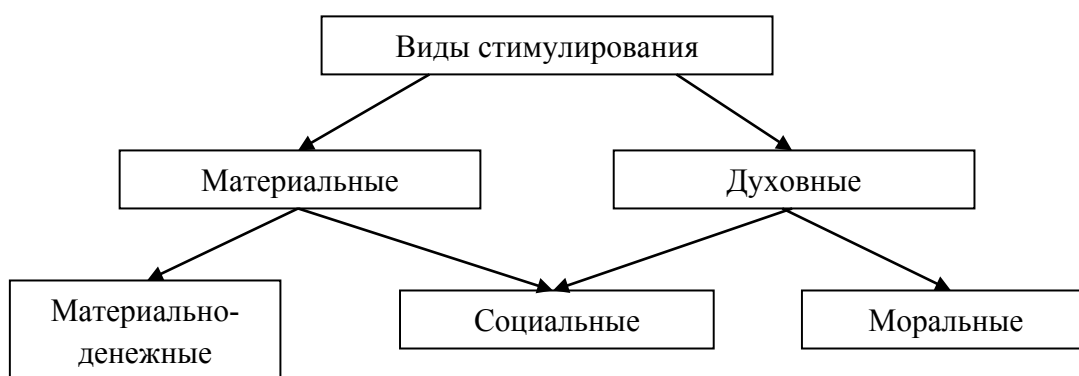 Виды стимулирования
Материальные
Духовные
Материально-
денежные
Социальные
Моральные